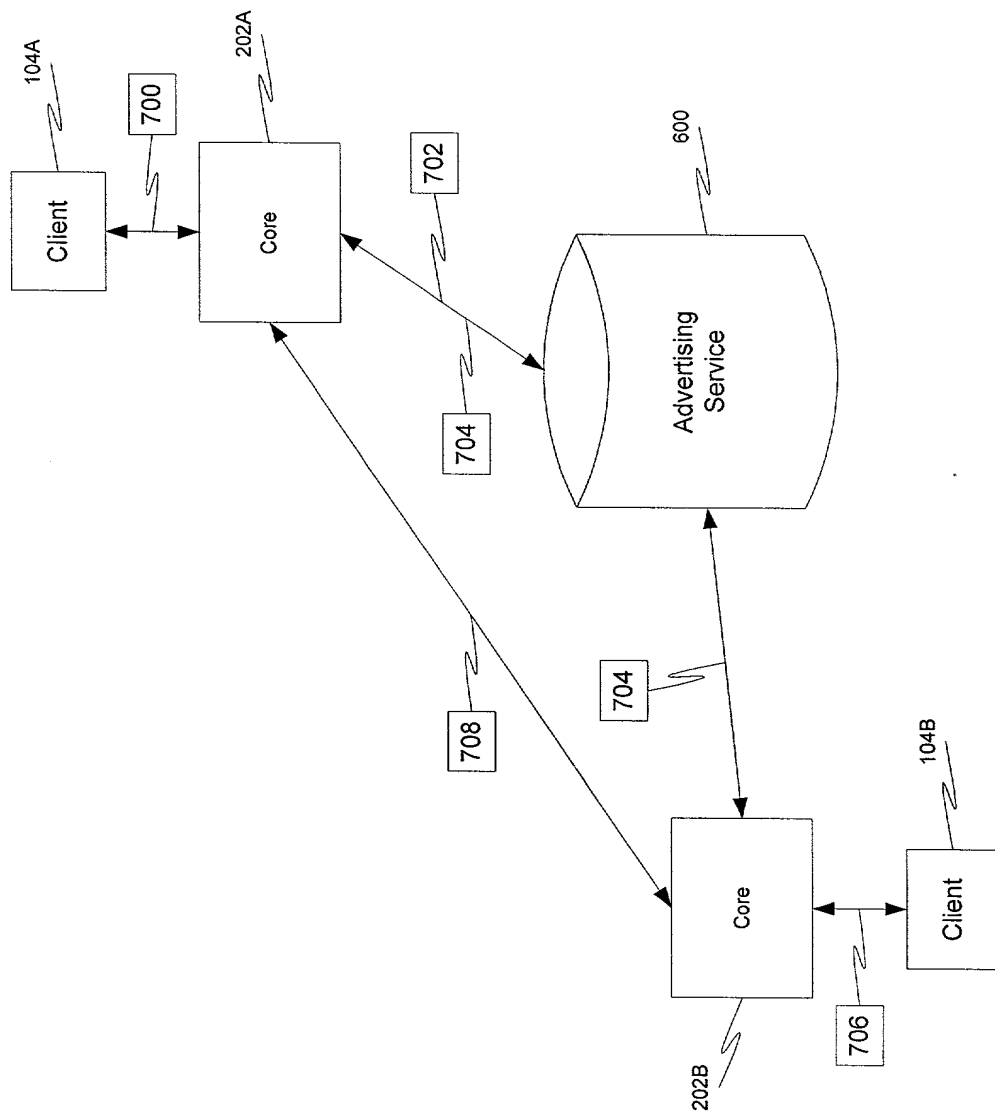 104A
Client
700
202A
Core
702
704
600
Advertising
Service
708
704
104B
Core
Client
706
202B